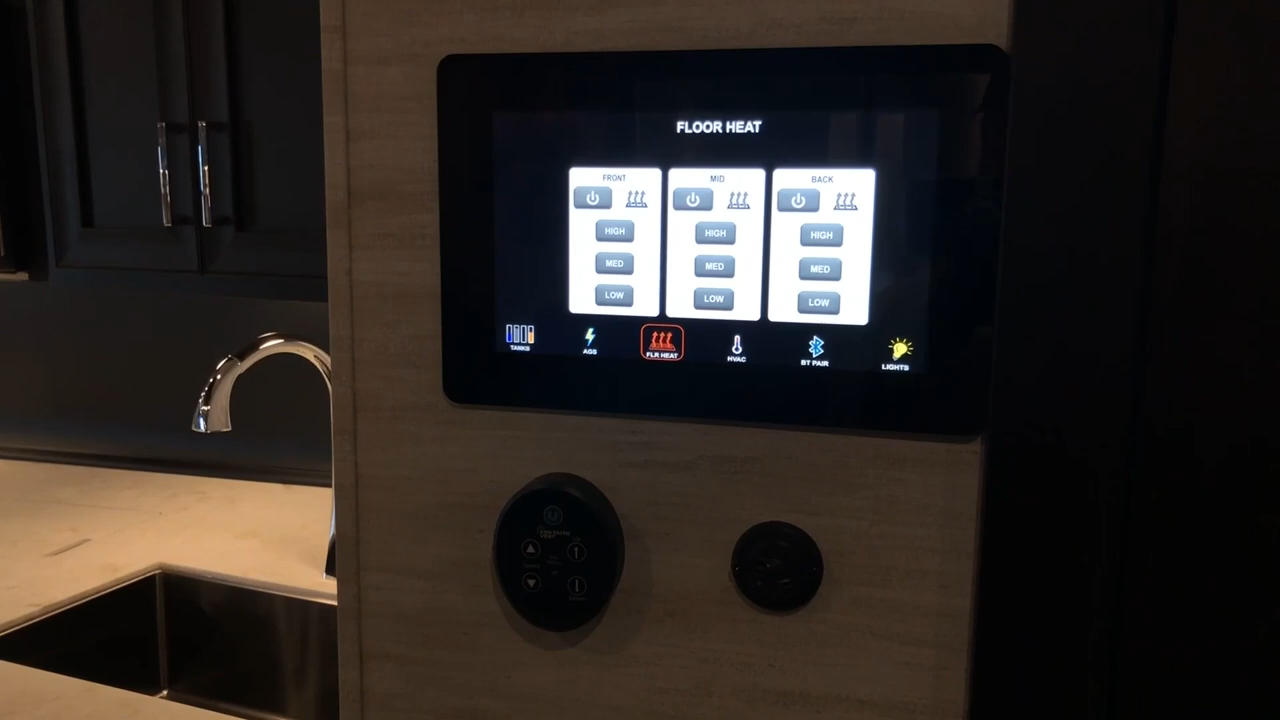 FLOOR HEAT
FRONT
HIGH
MED
LOW
MID
HIGH
MED
LOW
BACK
HIGH
MED
LOW
TANKS
AGS
FLR HEAT
HVAC
BT PAIR
LIGHTS